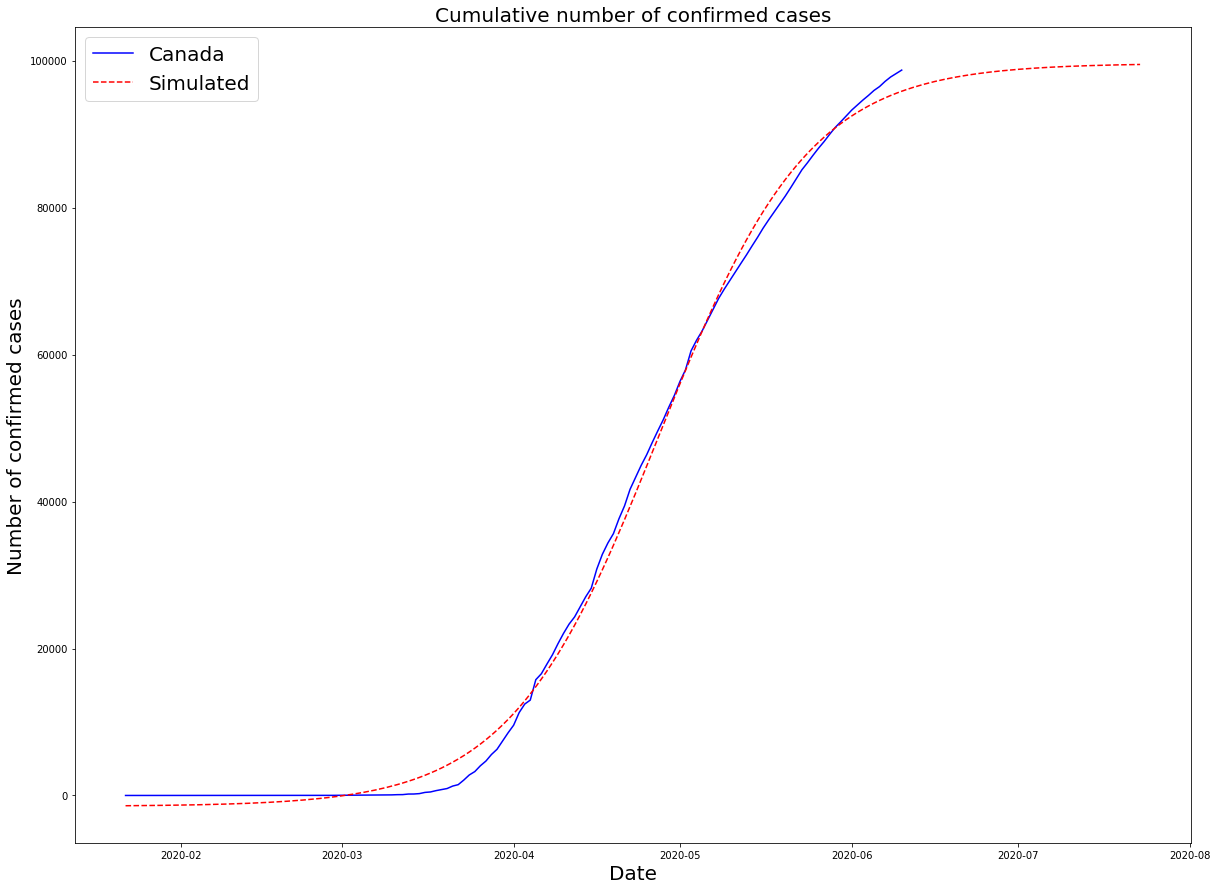 Cumulative number of confirmed cases
Canada
Simulated
100000
80000
60000
40000
20000
0
Number of confirmed cases
2020-02
2020-03
2020-04
2020-05
2020-06
2020-07
2020-08
Date